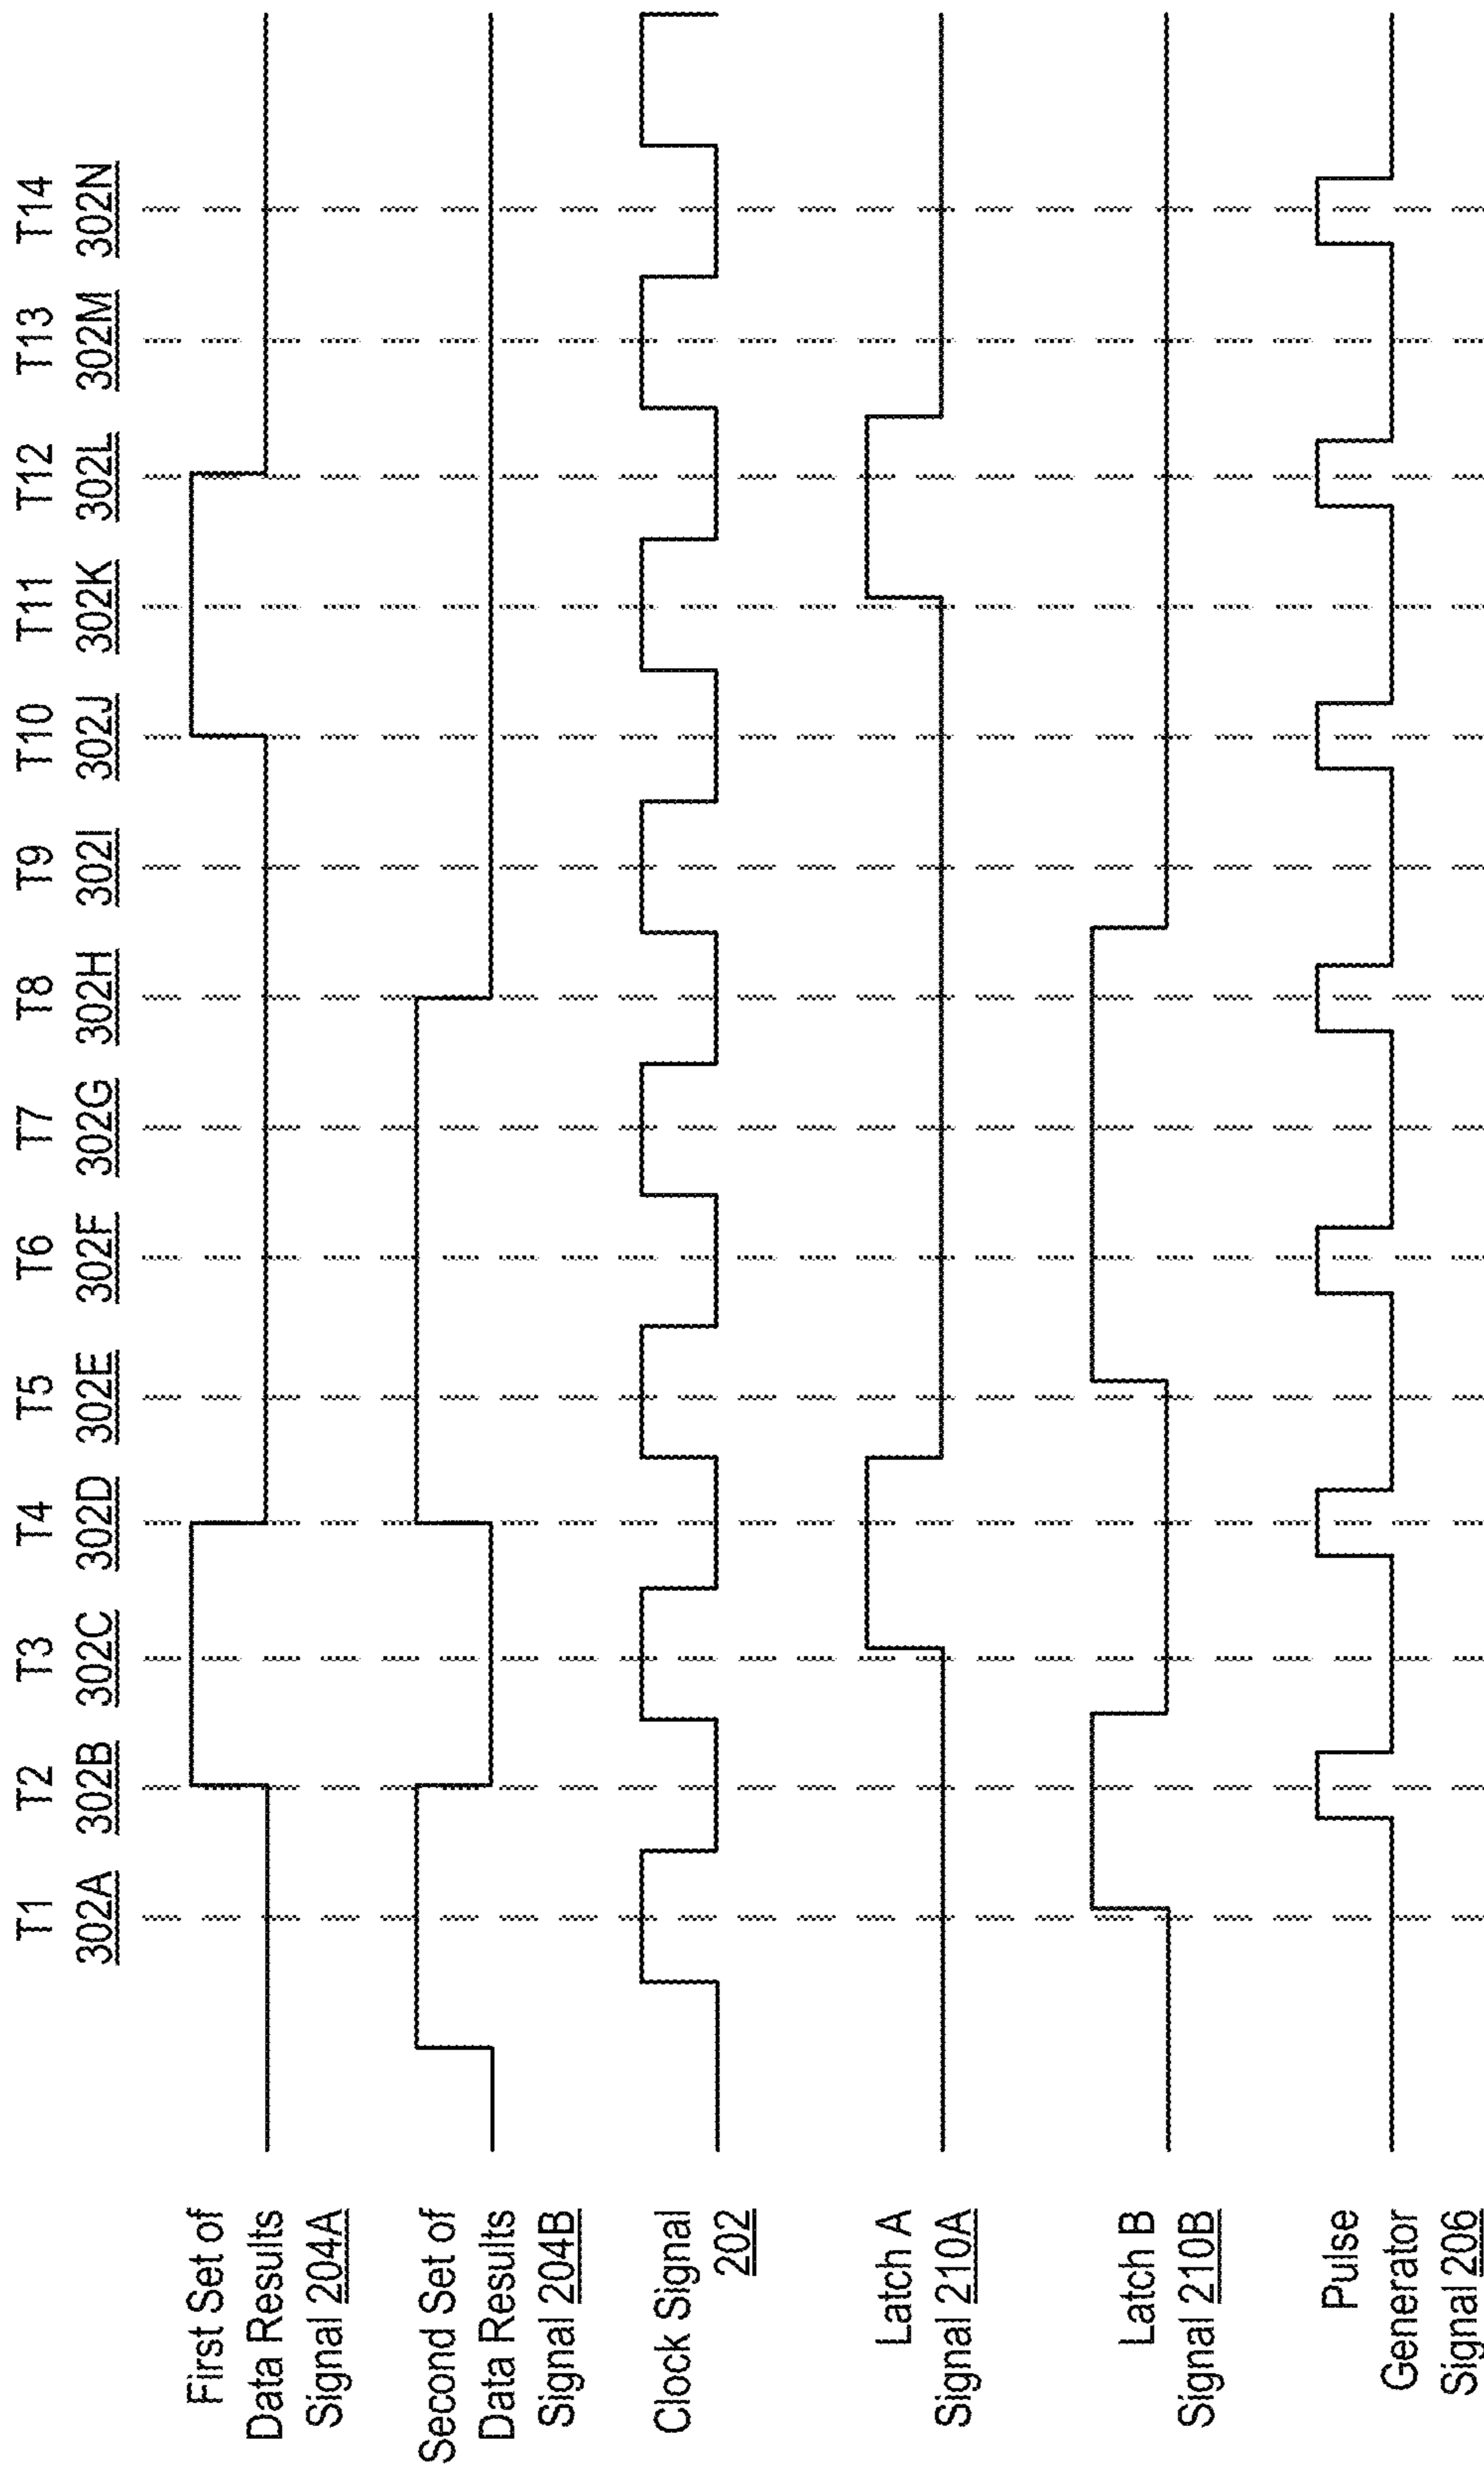 T1
T2
T3
T4
T5
T6
T7
T8
T9
T10
T11
T12
T13
T14
302A
302B
302C
302D
302E
302F
302G
302H
302I
302J
302K
302L
302M
302N
First Set of
Data Results
Signal 204A
Second Set of
Data Results
Signal 204B
Clock Signal
202
Latch A
Signal 210A
Latch B
Signal 210B
Pulse
Generator
Signal 206